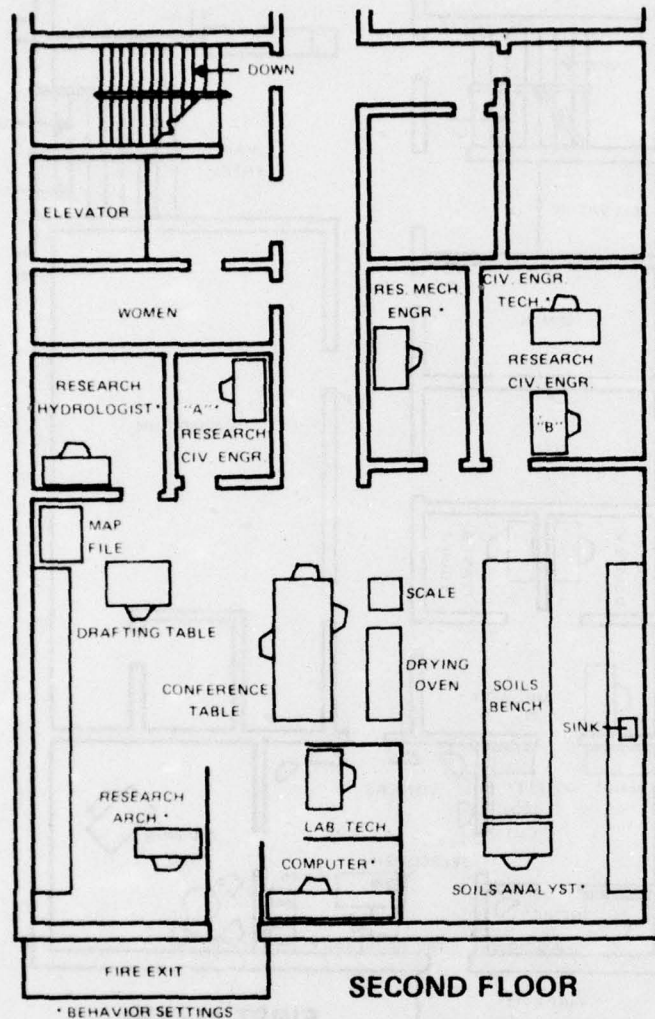 DOWN
ELEVATOR
WOMEN
RES. MECH.
ENGR.*
CIV. ENGR.
TECH.*
RESEARCH
CIV. ENGR.
"B"
RESEARCH
HYDROLOGIST*
"A"*
RESEARCH
CIV. ENGR.
MAP
FILE
DRAFTING TABLE
SCALE
CONFERENCE
TABLE
DRYING
OVEN
SOILS
BENCH
SINK
RESEARCH
ARCH.*
LAB. TECH.
COMPUTER*
SOILS ANALYST*
FIRE EXIT
SECOND FLOOR
* BEHAVIOR SETTINGS